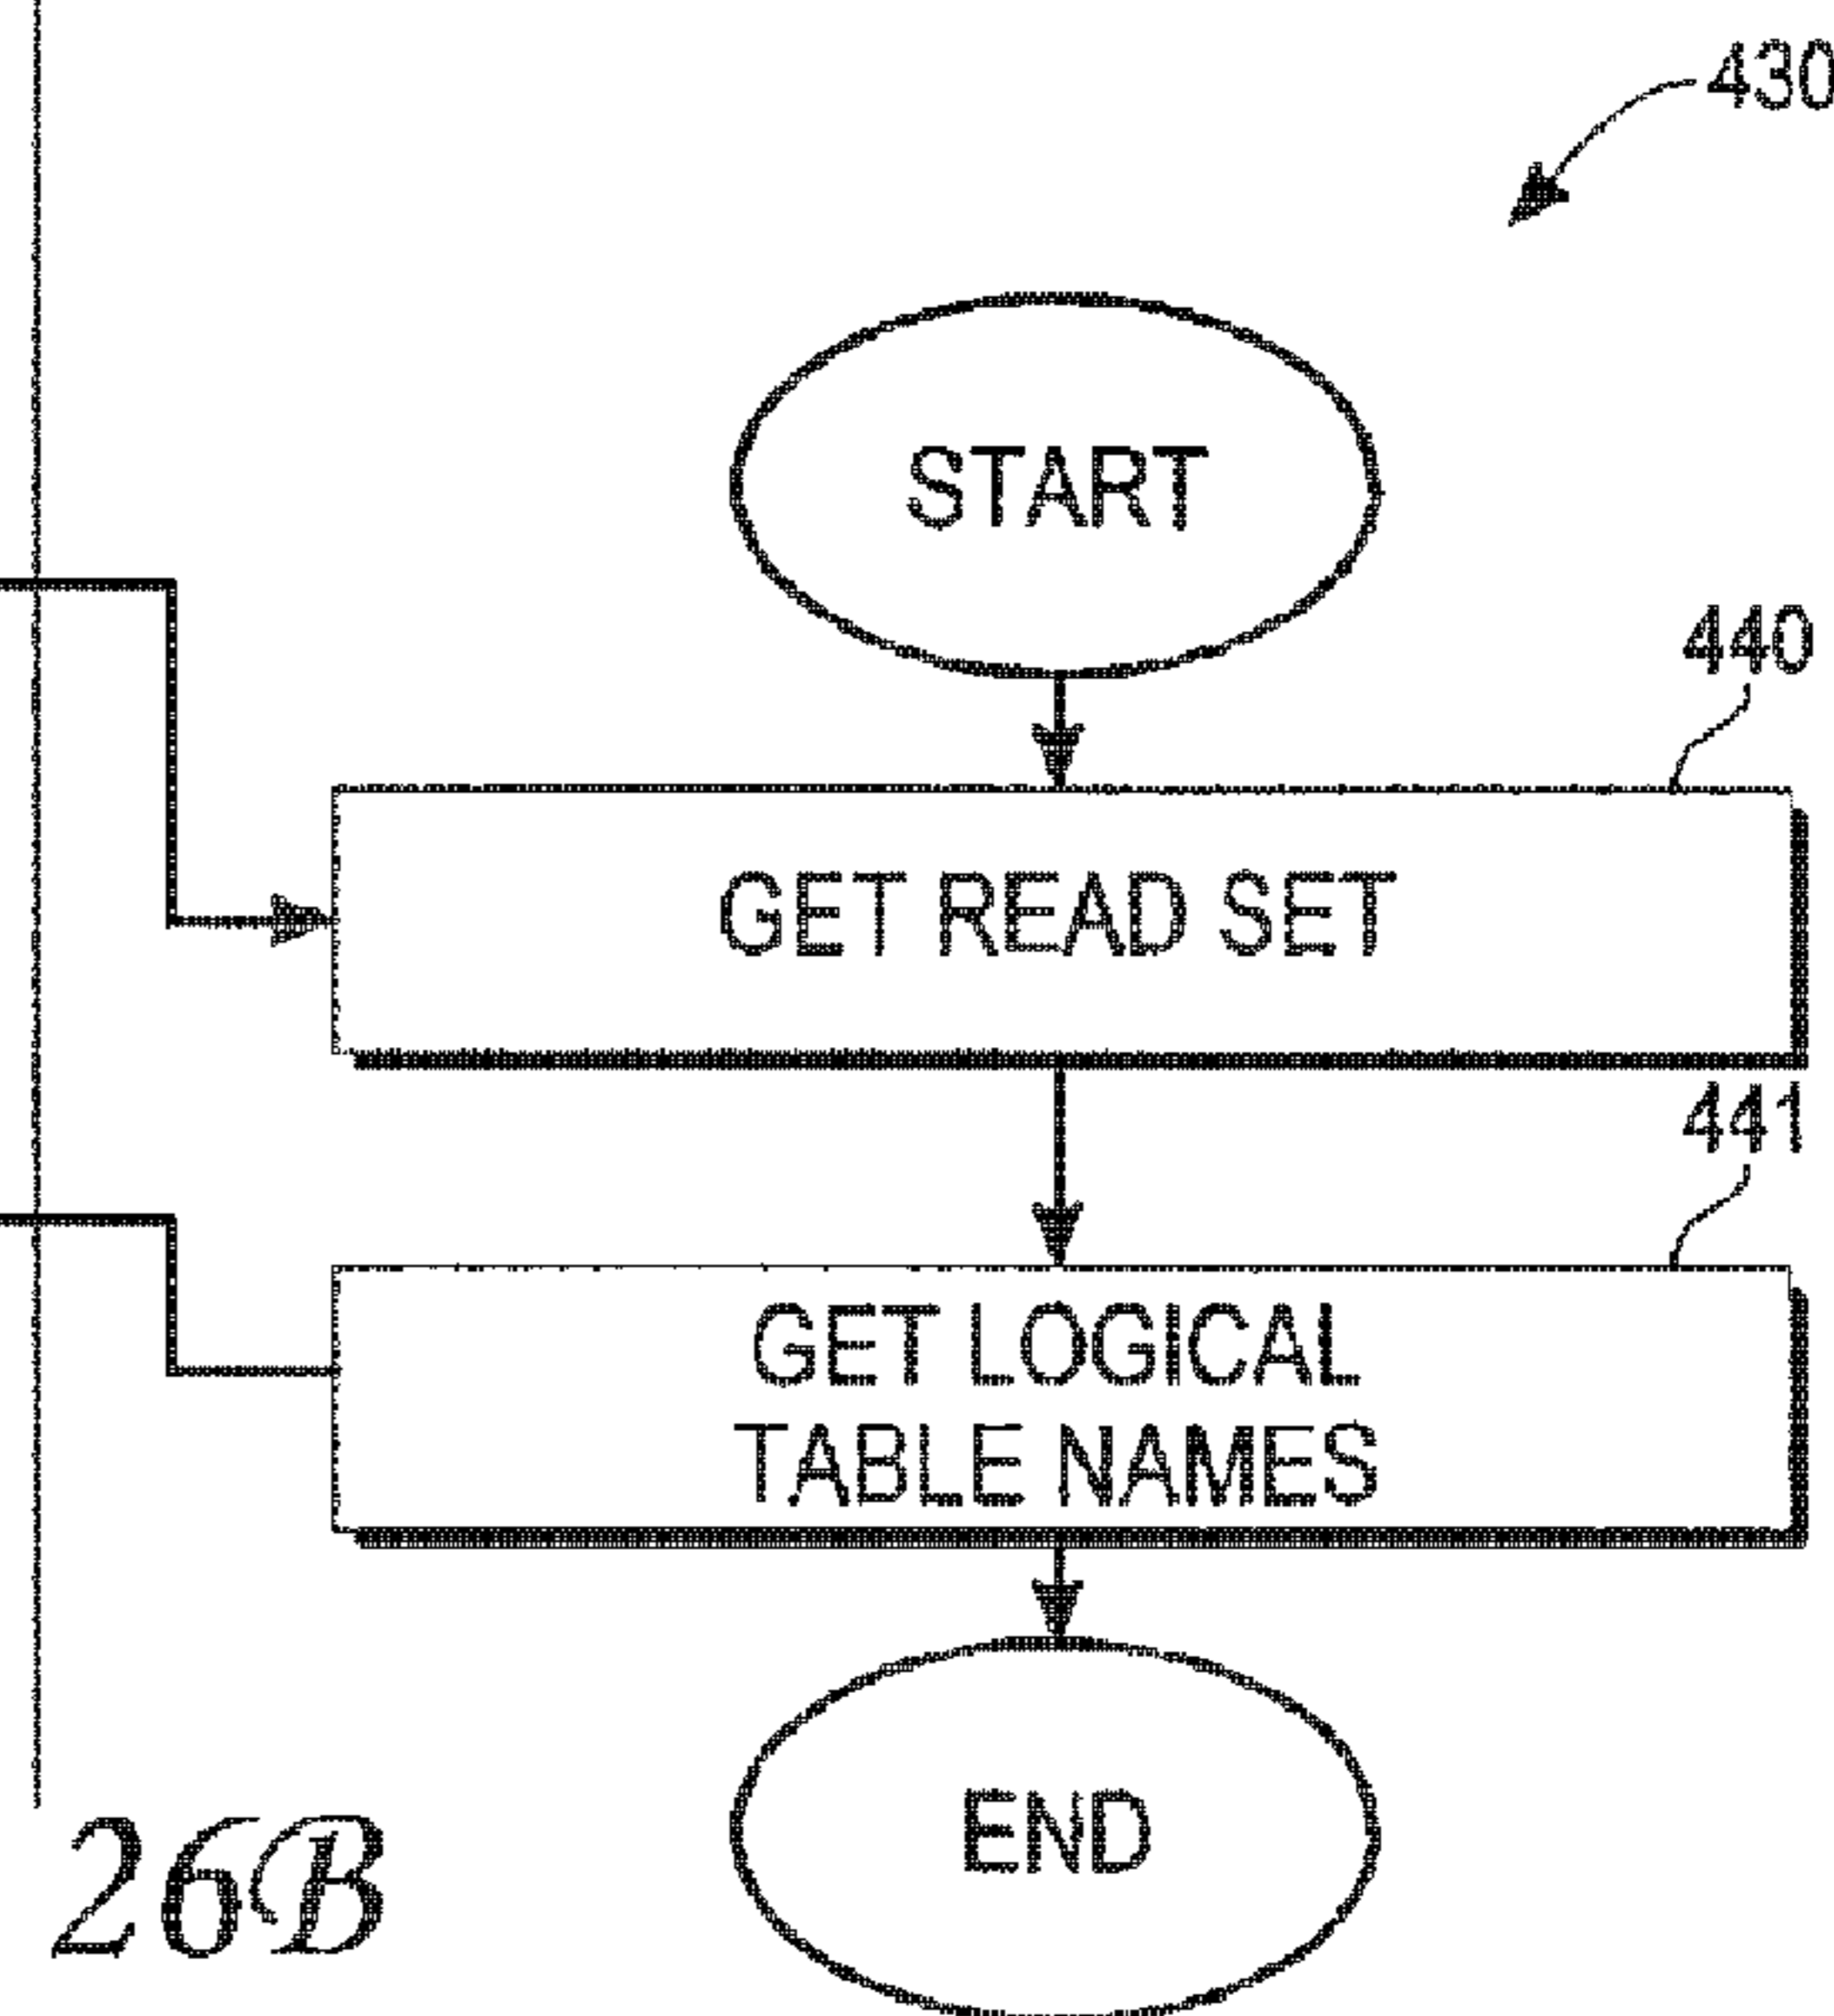 430
START
440
GET READ SET
441
GET LOGICAL
TABLE NAMES
END
26B